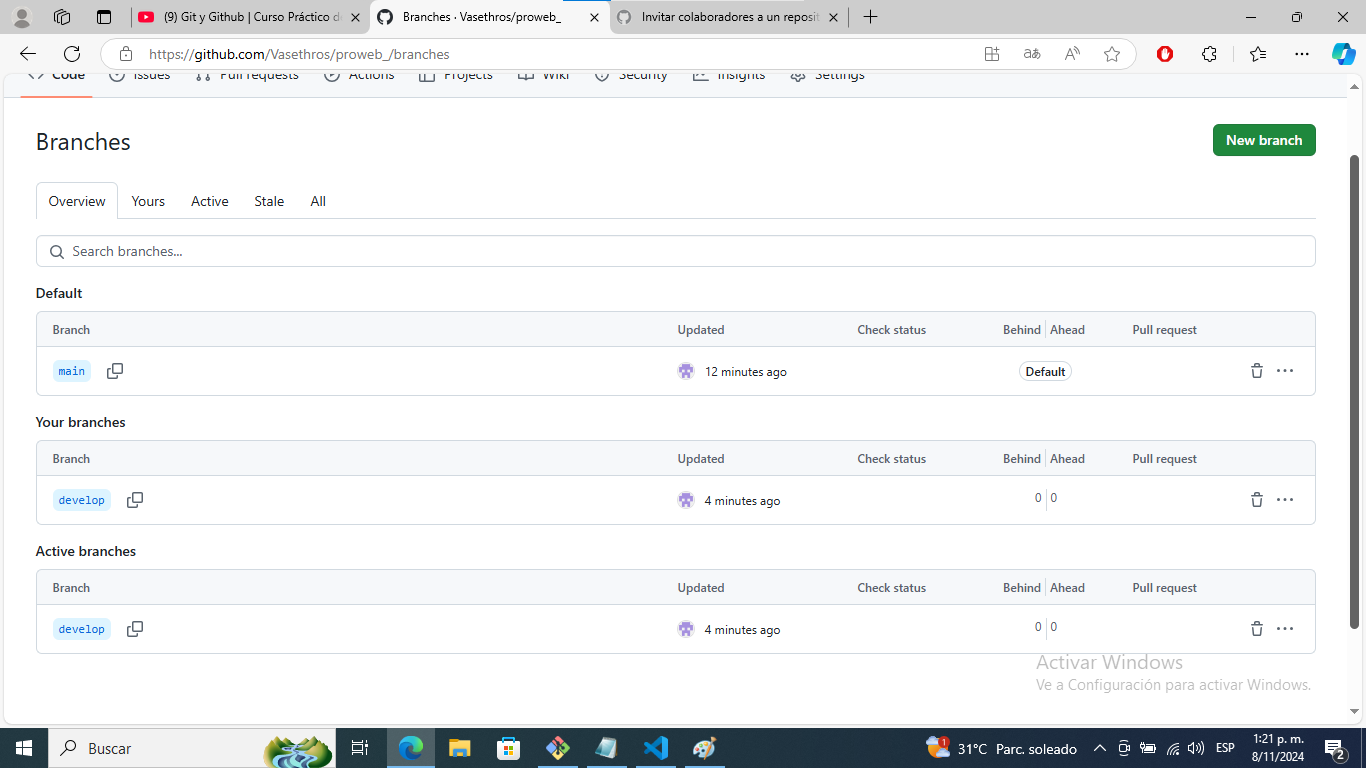 (9) Git y Github | Curso Práctico de
Branches · Vasethros/proweb_
Invitar colaboradores a un reposit
https://github.com/Vasethros/proweb_/branches
Code Issues Pull requests Actions Projects Wiki Security Insights Settings
Branches
New branch
Overview Yours Active Stale All
Search branches...
Default
Branch Updated Check status Behind Ahead Pull request
main 12 minutes ago Default
Your branches
Branch Updated Check status Behind Ahead Pull request
develop 4 minutes ago 0 0
Active branches
Branch Updated Check status Behind Ahead Pull request
develop 4 minutes ago 0 0
Activar Windows
Ve a Configuración para activar Windows.
Buscar
1
31°C Parc. soleado
ESP
1:21 p. m.
8/11/2024
2